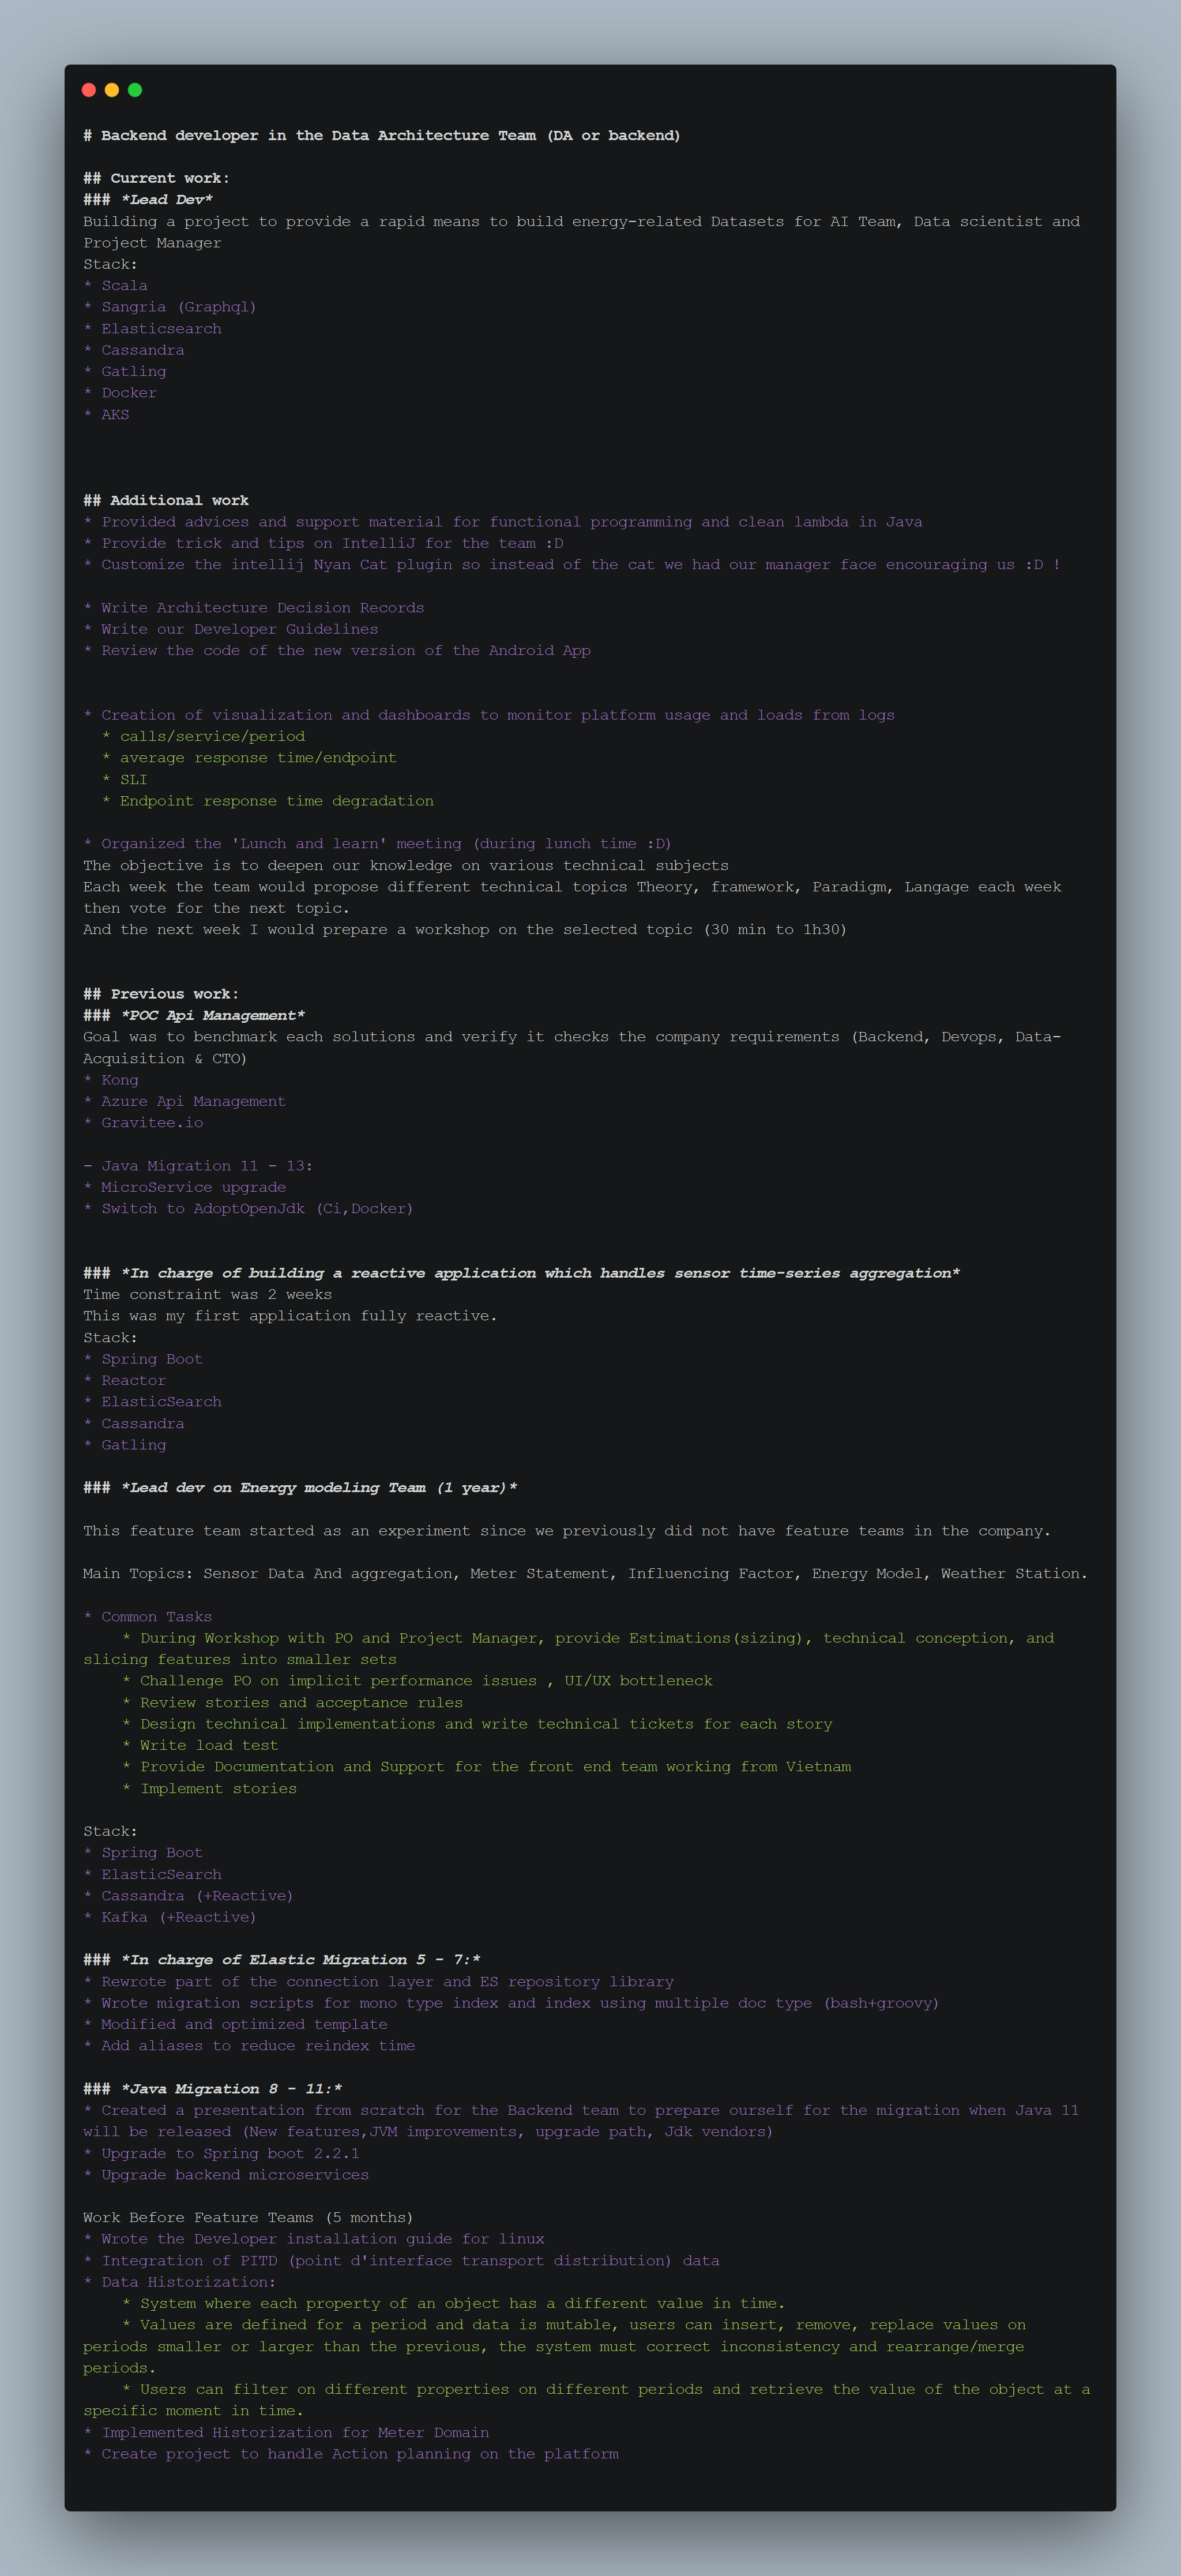 # Backend developer in the Data Architecture Team (DA or backend)
## Current work:
### *Lead Dev*
Building a project to provide a rapid means to build energy-related Datasets for AI Team, Data scientist and
Project Manager
Stack:
* Scala
* Sangria (Graphql)
* Elasticsearch
* Cassandra
* Gatling
* Docker
* AKS
## Additional work
* Provided advices and support material for functional programming and clean lambda in Java
* Provide trick and tips on IntelliJ for the team :D
* Customize the intellij Nyan Cat plugin so instead of the cat we had our manager face encouraging us :D !
* Write Architecture Decision Records
* Write our Developer Guidelines
* Review the code of the new version of the Android App
* Creation of visualization and dashboards to monitor platform usage and loads from logs
* calls/service/period
* average response time/endpoint
* SLI
* Endpoint response time degradation
* Organized the 'Lunch and learn' meeting (during lunch time :D)
The objective is to deepen our knowledge on various technical subjects
Each week the team would propose different technical topics Theory, framework, Paradigm, Langage each week
then vote for the next topic.
And the next week I would prepare a workshop on the selected topic (30 min to 1h30)
## Previous work:
### *POC Api Management*
Goal was to benchmark each solutions and verify it checks the company requirements (Backend, Devops, Data-
Acquisition & CTO)
* Kong
* Azure Api Management
* Gravitee.io
- Java Migration 11 - 13:
* MicroService upgrade
* Switch to AdoptOpenJdk (Ci,Docker)
### *In charge of building a reactive application which handles sensor time-series aggregation*
Time constraint was 2 weeks
This was my first application fully reactive.
Stack:
* Spring Boot
* Reactor
* ElasticSearch
* Cassandra
* Gatling
### *Lead dev on Energy modeling Team (1 year)*
This feature team started as an experiment since we previously did not have feature teams in the company.
Main Topics: Sensor Data And aggregation, Meter Statement, Influencing Factor, Energy Model, Weather Station.
* Common Tasks
* During Workshop with PO and Project Manager, provide Estimations(sizing), technical conception, and
slicing features into smaller sets
* Challenge PO on implicit performance issues , UI/UX bottleneck
* Review stories and acceptance rules
* Design technical implementations and write technical tickets for each story
* Write load test
* Provide Documentation and Support for the front end team working from Vietnam
* Implement stories
Stack:
* Spring Boot
* ElasticSearch
* Cassandra (+Reactive)
* Kafka (+Reactive)
### *In charge of Elastic Migration 5 - 7:*
* Rewrote part of the connection layer and ES repository library
* Wrote migration scripts for mono type index and index using multiple doc type (bash+groovy)
* Modified and optimized template
* Add aliases to reduce reindex time
### *Java Migration 8 - 11:*
* Created a presentation from scratch for the Backend team to prepare ourself for the migration when Java 11
will be released (New features,JVM improvements, upgrade path, Jdk vendors)
* Upgrade to Spring boot 2.2.1
* Upgrade backend microservices
Work Before Feature Teams (5 months)
* Wrote the Developer installation guide for linux
* Integration of PITD (point d'interface transport distribution) data
* Data Historization:
* System where each property of an object has a different value in time.
* Values are defined for a period and data is mutable, users can insert, remove, replace values on
periods smaller or larger than the previous, the system must correct inconsistency and rearrange/merge
periods.
* Users can filter on different properties on different periods and retrieve the value of the object at a
specific moment in time.
* Implemented Historization for Meter Domain
* Create project to handle Action planning on the platform